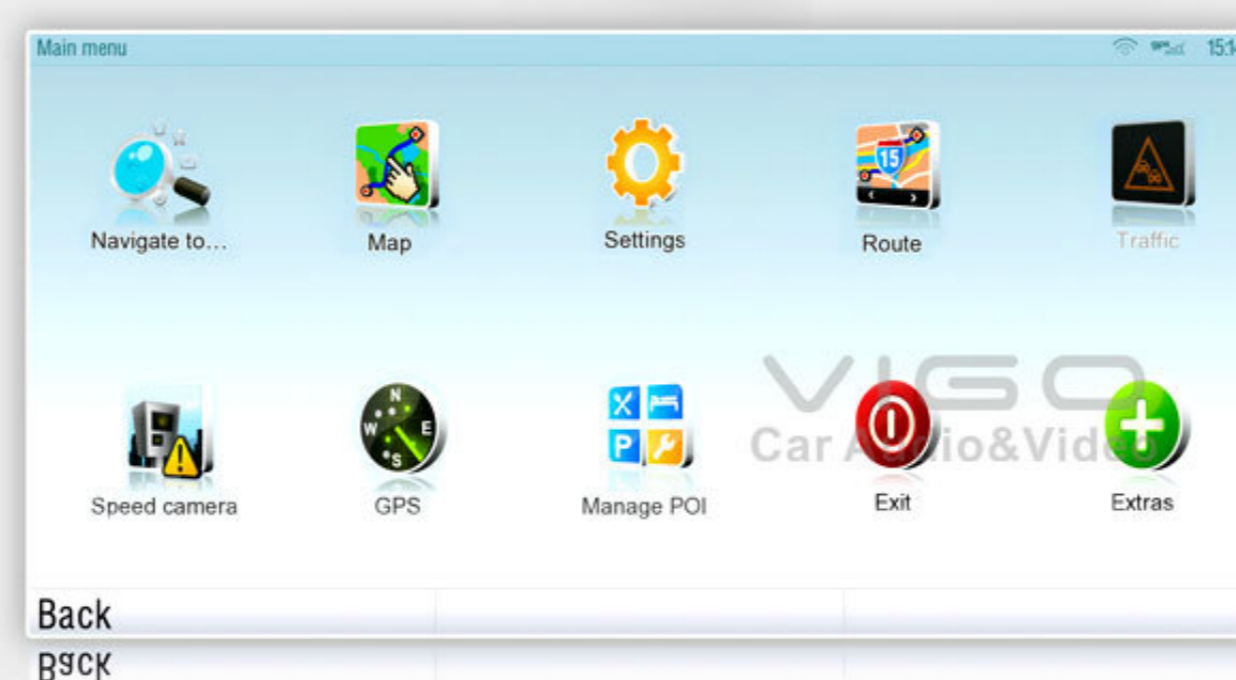 Main menu
Navigate to...
Map
15
Settings
Route
Traffic
VIGO
Car Audio&Video
Speed camera
N
W
E
S
GPS
P
Manage POI
Exit
Extras
Back